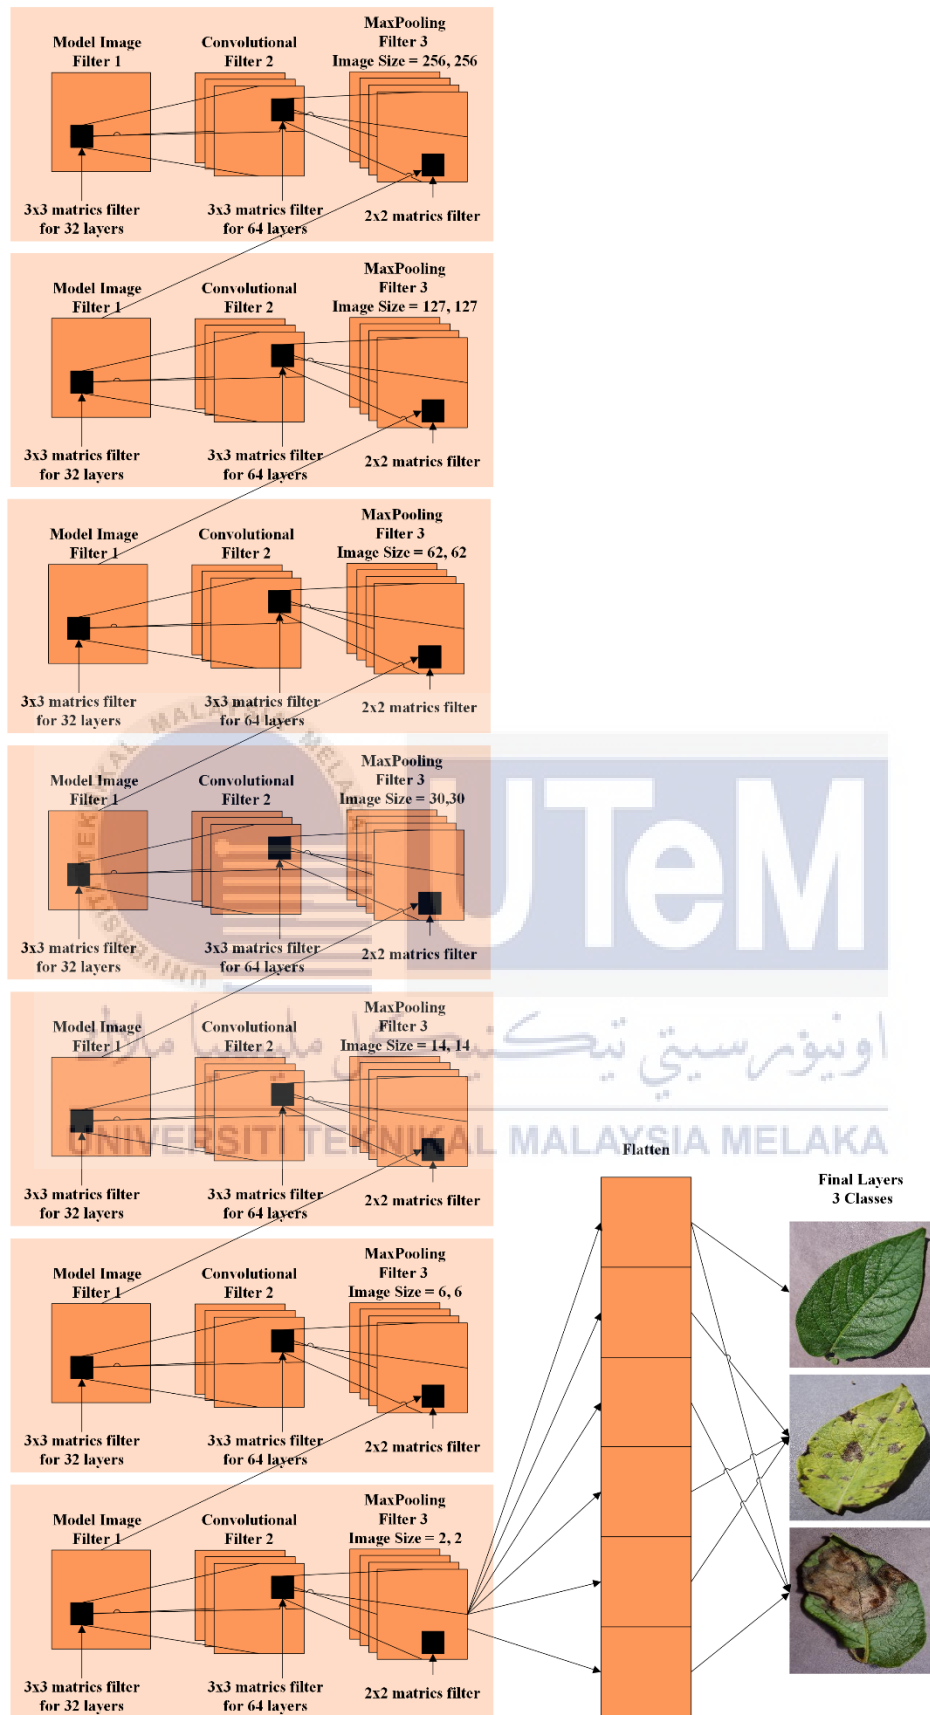 Model Image
Filter 1
Convolutional
Filter 2
MaxPooling
Filter 3
Image Size = 256, 256
3x3 matrics filter
for 32 layers
3x3 matrics filter
for 64 layers
2x2 matrics filter
Model Image
Filter 1
Convolutional
Filter 2
MaxPooling
Filter 3
Image Size = 127, 127
3x3 matrics filter
for 32 layers
3x3 matrics filter
for 64 layers
2x2 matrics filter
Model Image
Filter 1
Convolutional
Filter 2
MaxPooling
Filter 3
Image Size = 62, 62
3x3 matrics filter
for 32 layers
3x3 matrics filter
for 64 layers
2x2 matrics filter
Model Image
Filter 1
Convolutional
Filter 2
MaxPooling
Filter 3
Image Size = 30,30
3x3 matrics filter
for 32 layers
3x3 matrics filter
for 64 layers
2x2 matrics filter
UNIVERSITI TEKNIKAL MALAYSIA MELAKA
UTeM
اونيۏرسيتي تيکنيکل مليسيا ملاك
UNIVERSITI TEKNIKAL MALAYSIA MELAKA
Model Image
Filter 1
Convolutional
Filter 2
MaxPooling
Filter 3
Image Size = 14, 14
3x3 matrics filter
for 32 layers
3x3 matrics filter
for 64 layers
2x2 matrics filter
Model Image
Filter 1
Convolutional
Filter 2
MaxPooling
Filter 3
Image Size = 6, 6
3x3 matrics filter
for 32 layers
3x3 matrics filter
for 64 layers
2x2 matrics filter
Model Image
Filter 1
Convolutional
Filter 2
MaxPooling
Filter 3
Image Size = 2, 2
3x3 matrics filter
for 32 layers
3x3 matrics filter
for 64 layers
2x2 matrics filter
Flatten
Final Layers
3 Classes